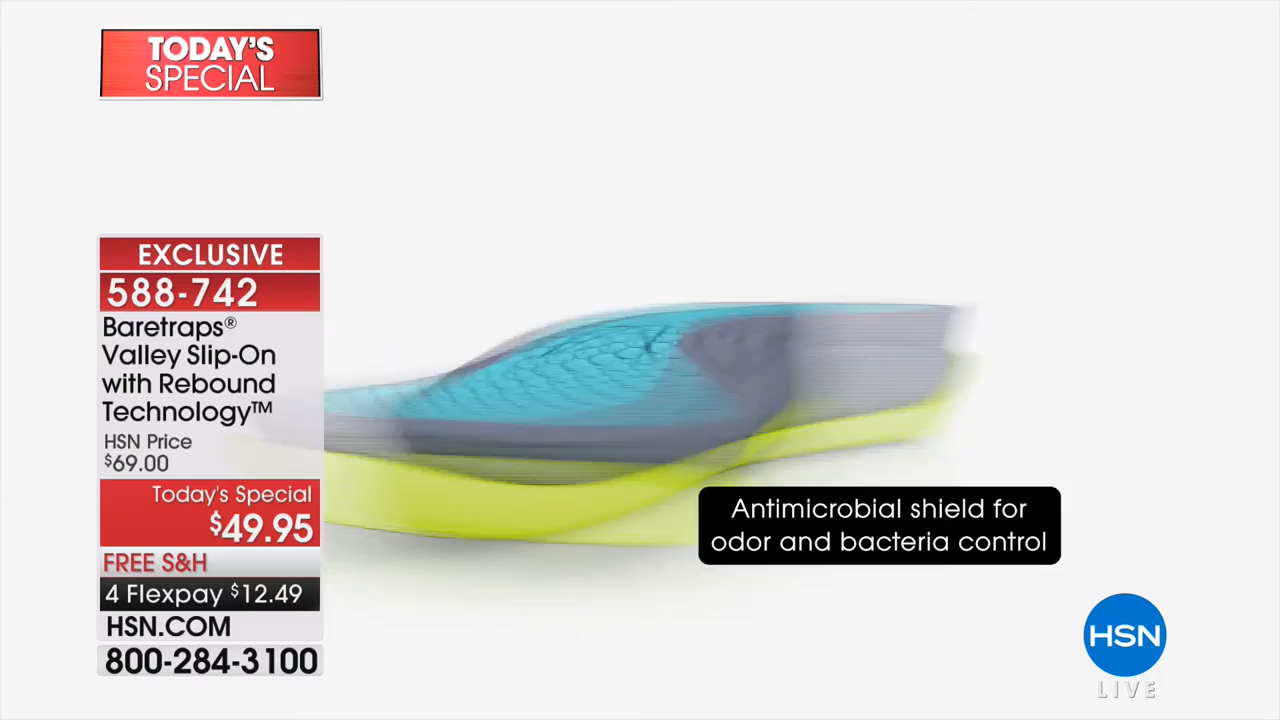 TODAY'S
SPECIAL
EXCLUSIVE
588-742
Baretraps®
Valley Slip-On
with Rebound
Technology™
HSN Price
$69.00
Today's Special
$49.95
FREE S&H
4 Flexpay $12.49
HSN.COM
800-284-3100
Antimicrobial shield for
odor and bacteria control
HSN
LIVE